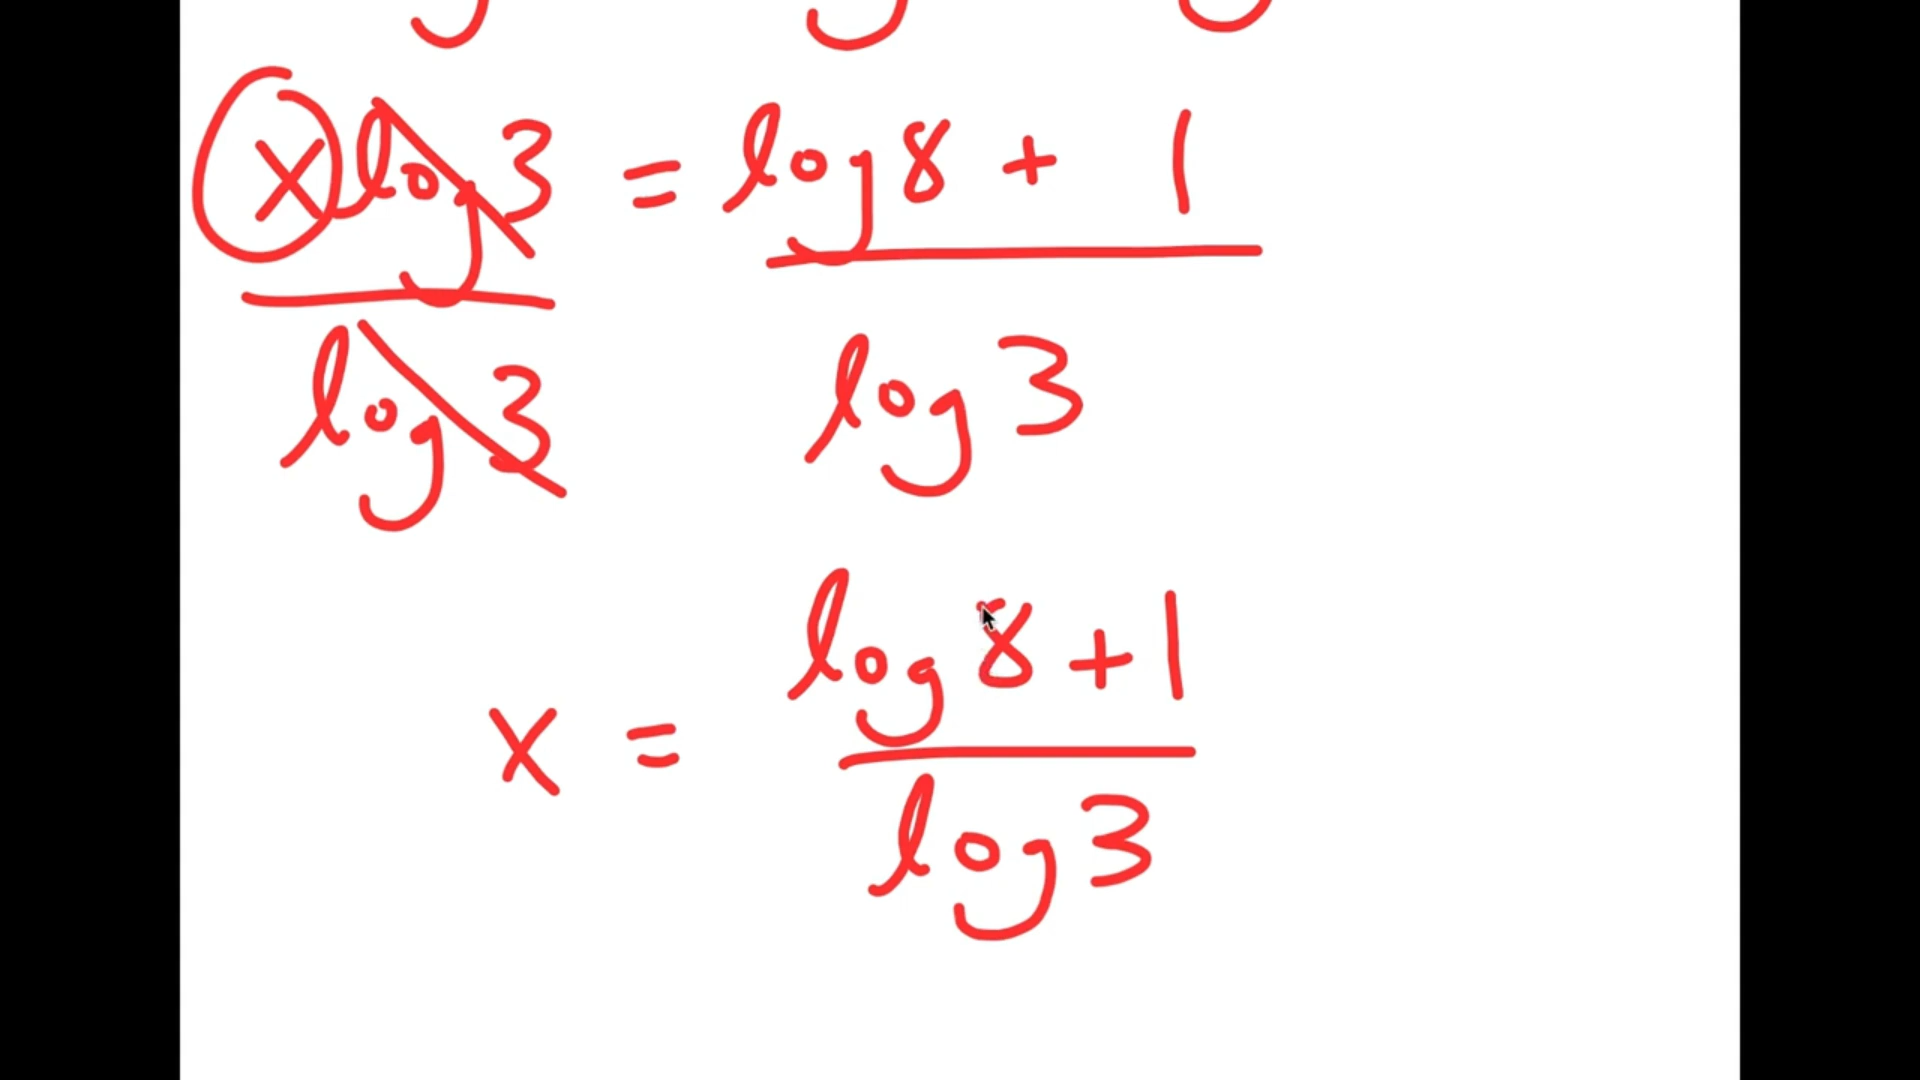 x log 3 = log 8 + 1
log 3 log 3
x = log 8 + 1
log 3